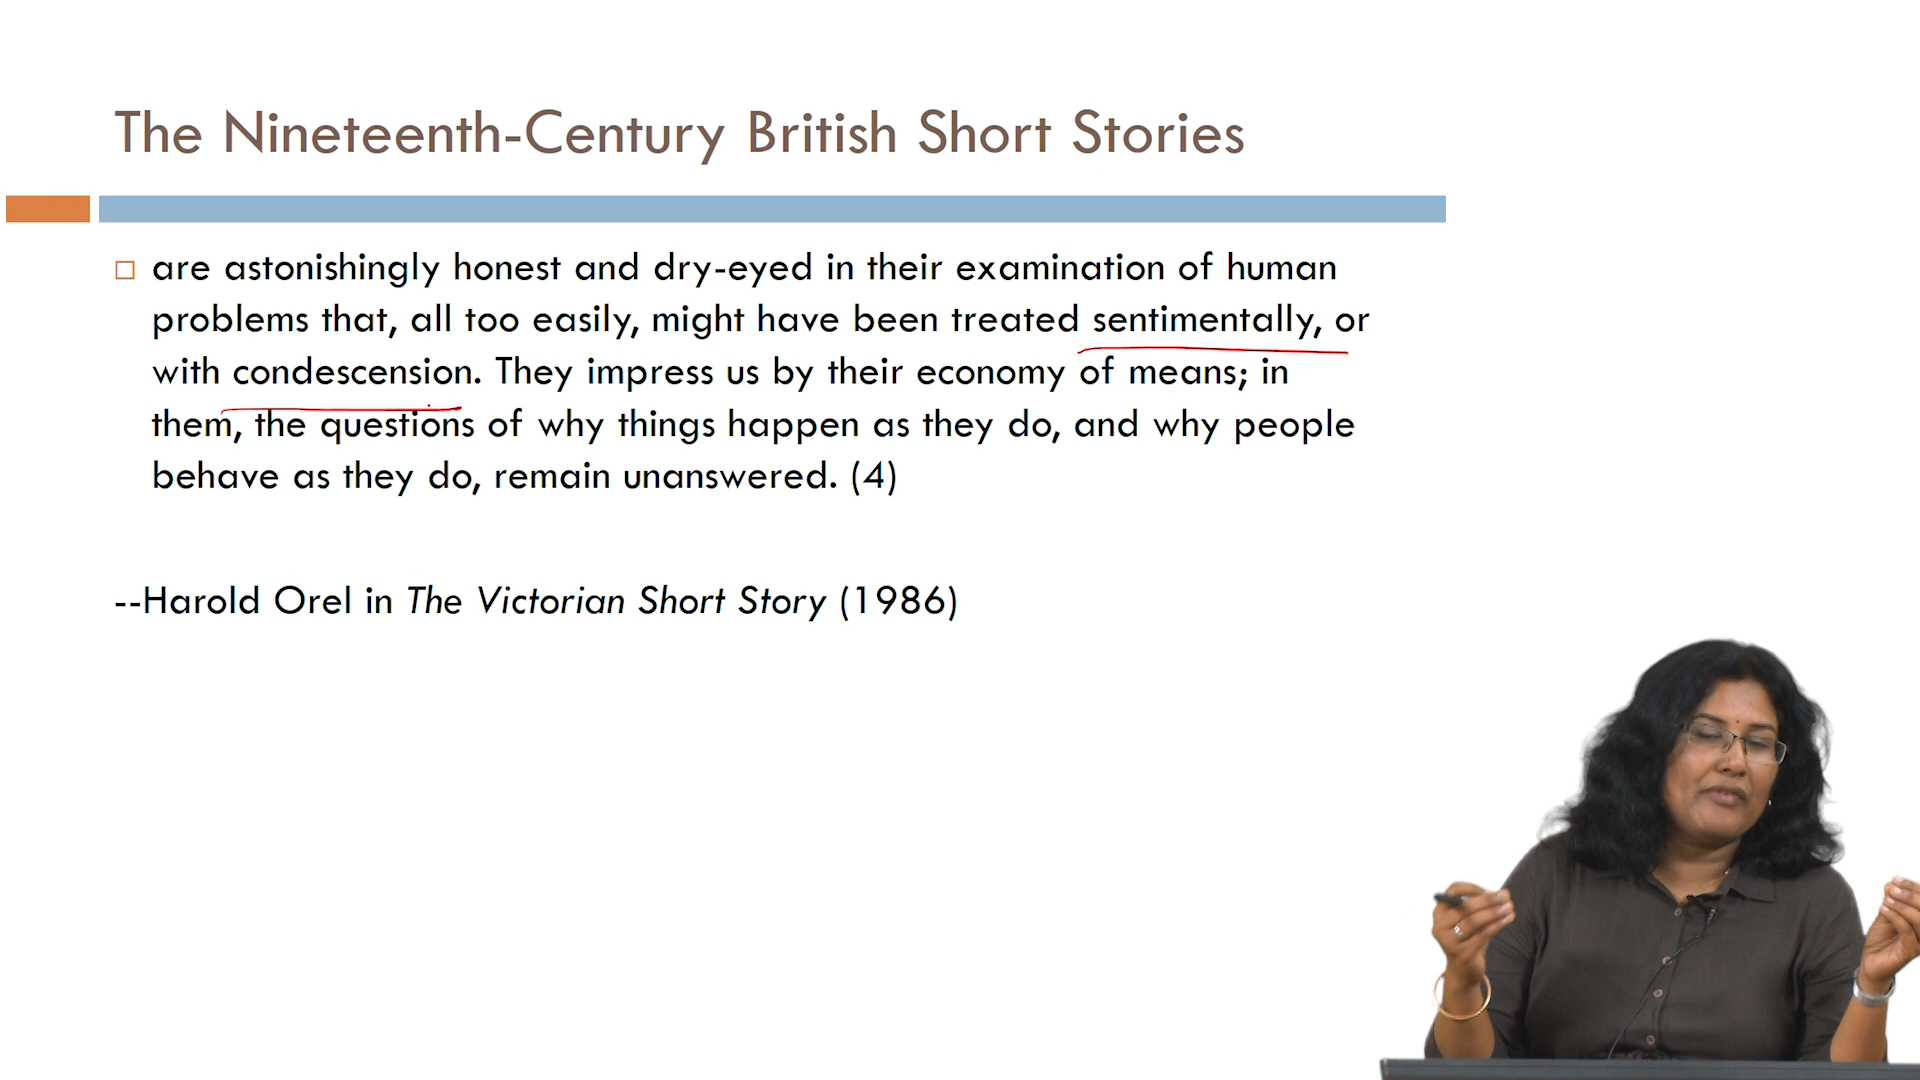 The Nineteenth-Century British Short Stories
are astonishingly honest and dry-eyed in their examination of human
problems that, all too easily, might have been treated sentimentally, or
with condescension. They impress us by their economy of means; in
them, the questions of why things happen as they do, and why people
behave as they do, remain unanswered. (4)
--Harold Orel in The Victorian Short Story (1986)